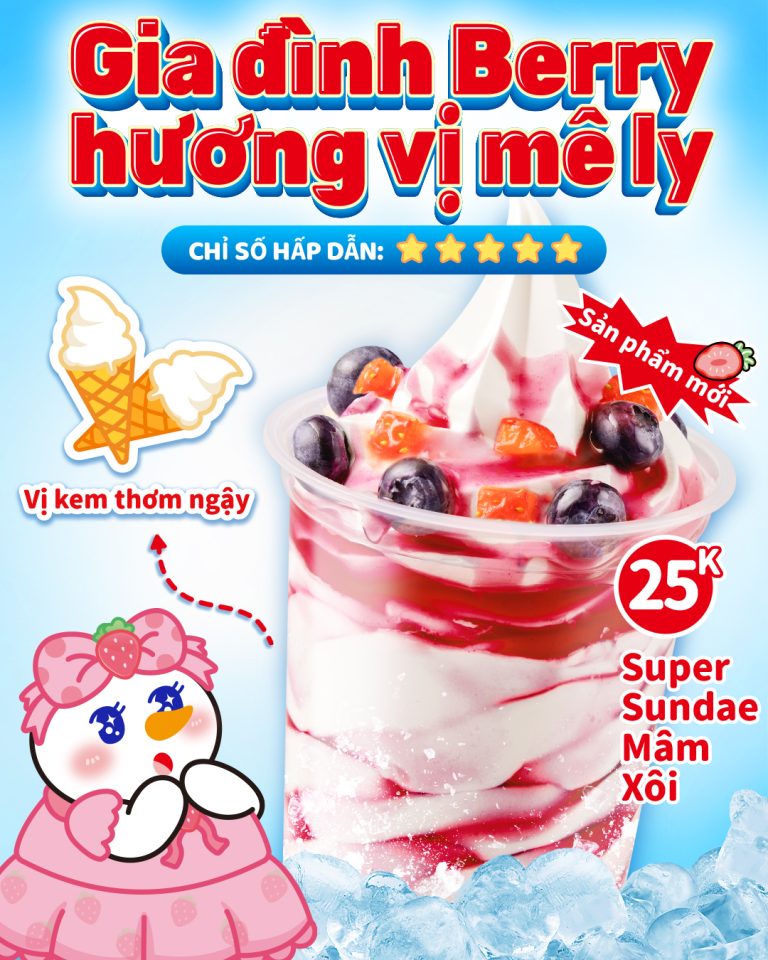 Gia đình Berry
hương vị mê ly
CHỈ SỐ HẤP DẪN:
Sản phẩm mới
Vị kem thơm ngậy
25K
Super
Sundae
Mâm
Xôi